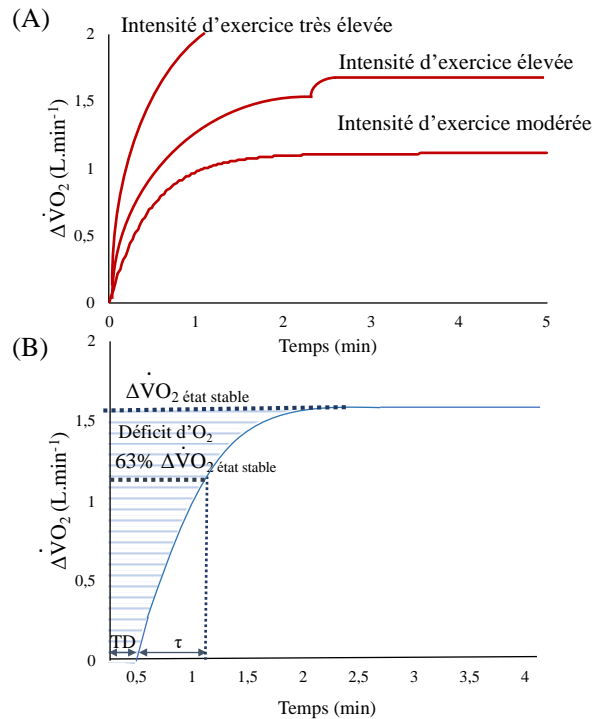 (A)
Intensité d'exercice très élevée
Intensité d'exercice élevée
Intensité d'exercice modérée
ΔV̇O₂ (L.min⁻¹)
2
1,5
1
0,5
0
0 1 2 3 4 5
Temps (min)
(B)
ΔV̇O₂ état stable
Déficit d'O₂
63% ΔV̇O₂ état stable
ΔV̇O₂ (L.min⁻¹)
2
1,5
1
0,5
0
TD τ
0,5 1 1,5 2 2,5 3 3,5 4
Temps (min)